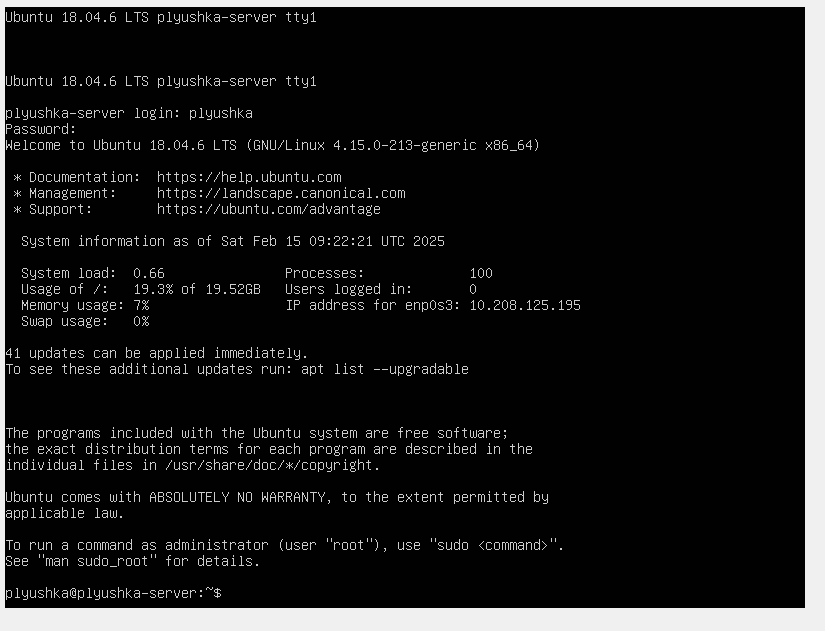 Ubuntu 18.04.6 LTS plyushka-server tty1
Ubuntu 18.04.6 LTS plyushka-server tty1
plyushka-server login: plyushka
Password:
Welcome to Ubuntu 18.04.6 LTS (GNU/Linux 4.15.0-213-generic x86_64)
* Documentation:  https://help.ubuntu.com
* Management:     https://landscape.canonical.com
* Support:        https://ubuntu.com/advantage
System information as of Sat Feb 15 09:22:21 UTC 2025
System load:  0.66               Processes:             100
Usage of /:   19.3% of 19.52GB   Users logged in:       0
Memory usage: 7%                 IP address for enp0s3: 10.208.125.195
Swap usage:   0%
41 updates can be applied immediately.
To see these additional updates run: apt list --upgradable
The programs included with the Ubuntu system are free software;
the exact distribution terms for each program are described in the
individual files in /usr/share/doc/*/copyright.
Ubuntu comes with ABSOLUTELY NO WARRANTY, to the extent permitted by
applicable law.
To run a command as administrator (user "root"), use "sudo <command>".
See "man sudo_root" for details.
plyushka@plyushka-server:~$